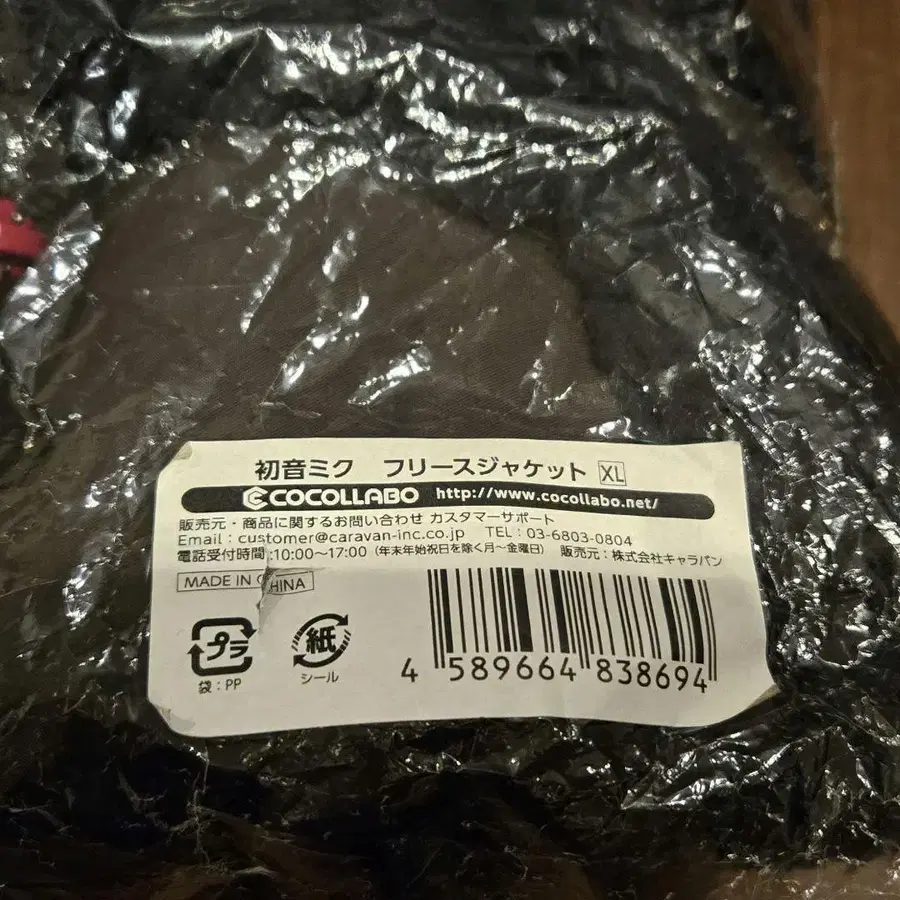 初音ミク フリースジャケット XL
COCOLLABO http://www.cocollabo.net/
販売元・商品に関するお問い合わせ カスタマーサポート
Email : customer@caravan-inc.co.jp TEL : 03-6803-0804
電話受付時間 :10:00～17:00 (年末年始祝日を除く月～金曜日) 販売元 : 株式会社キャラバン
MADE IN CHINA
プラ
袋 : PP
紙
シール
4 589664 838694